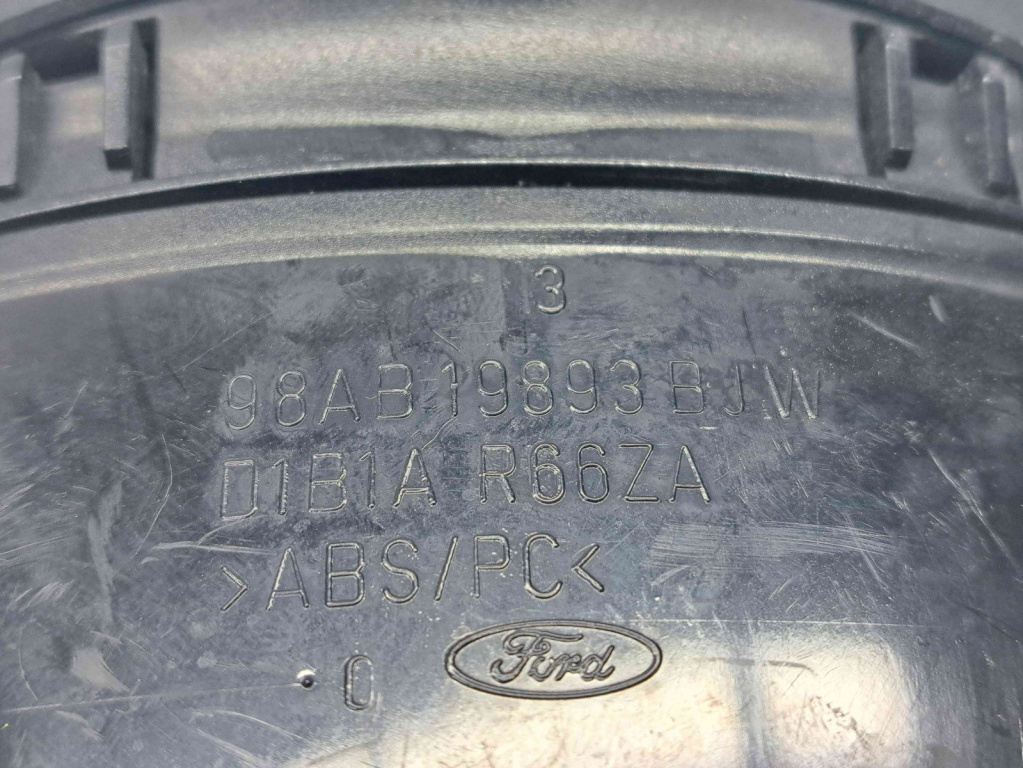 3
98AB 19893 BJW
D1B1A R66ZA
>ABS/PC<
0
Ford